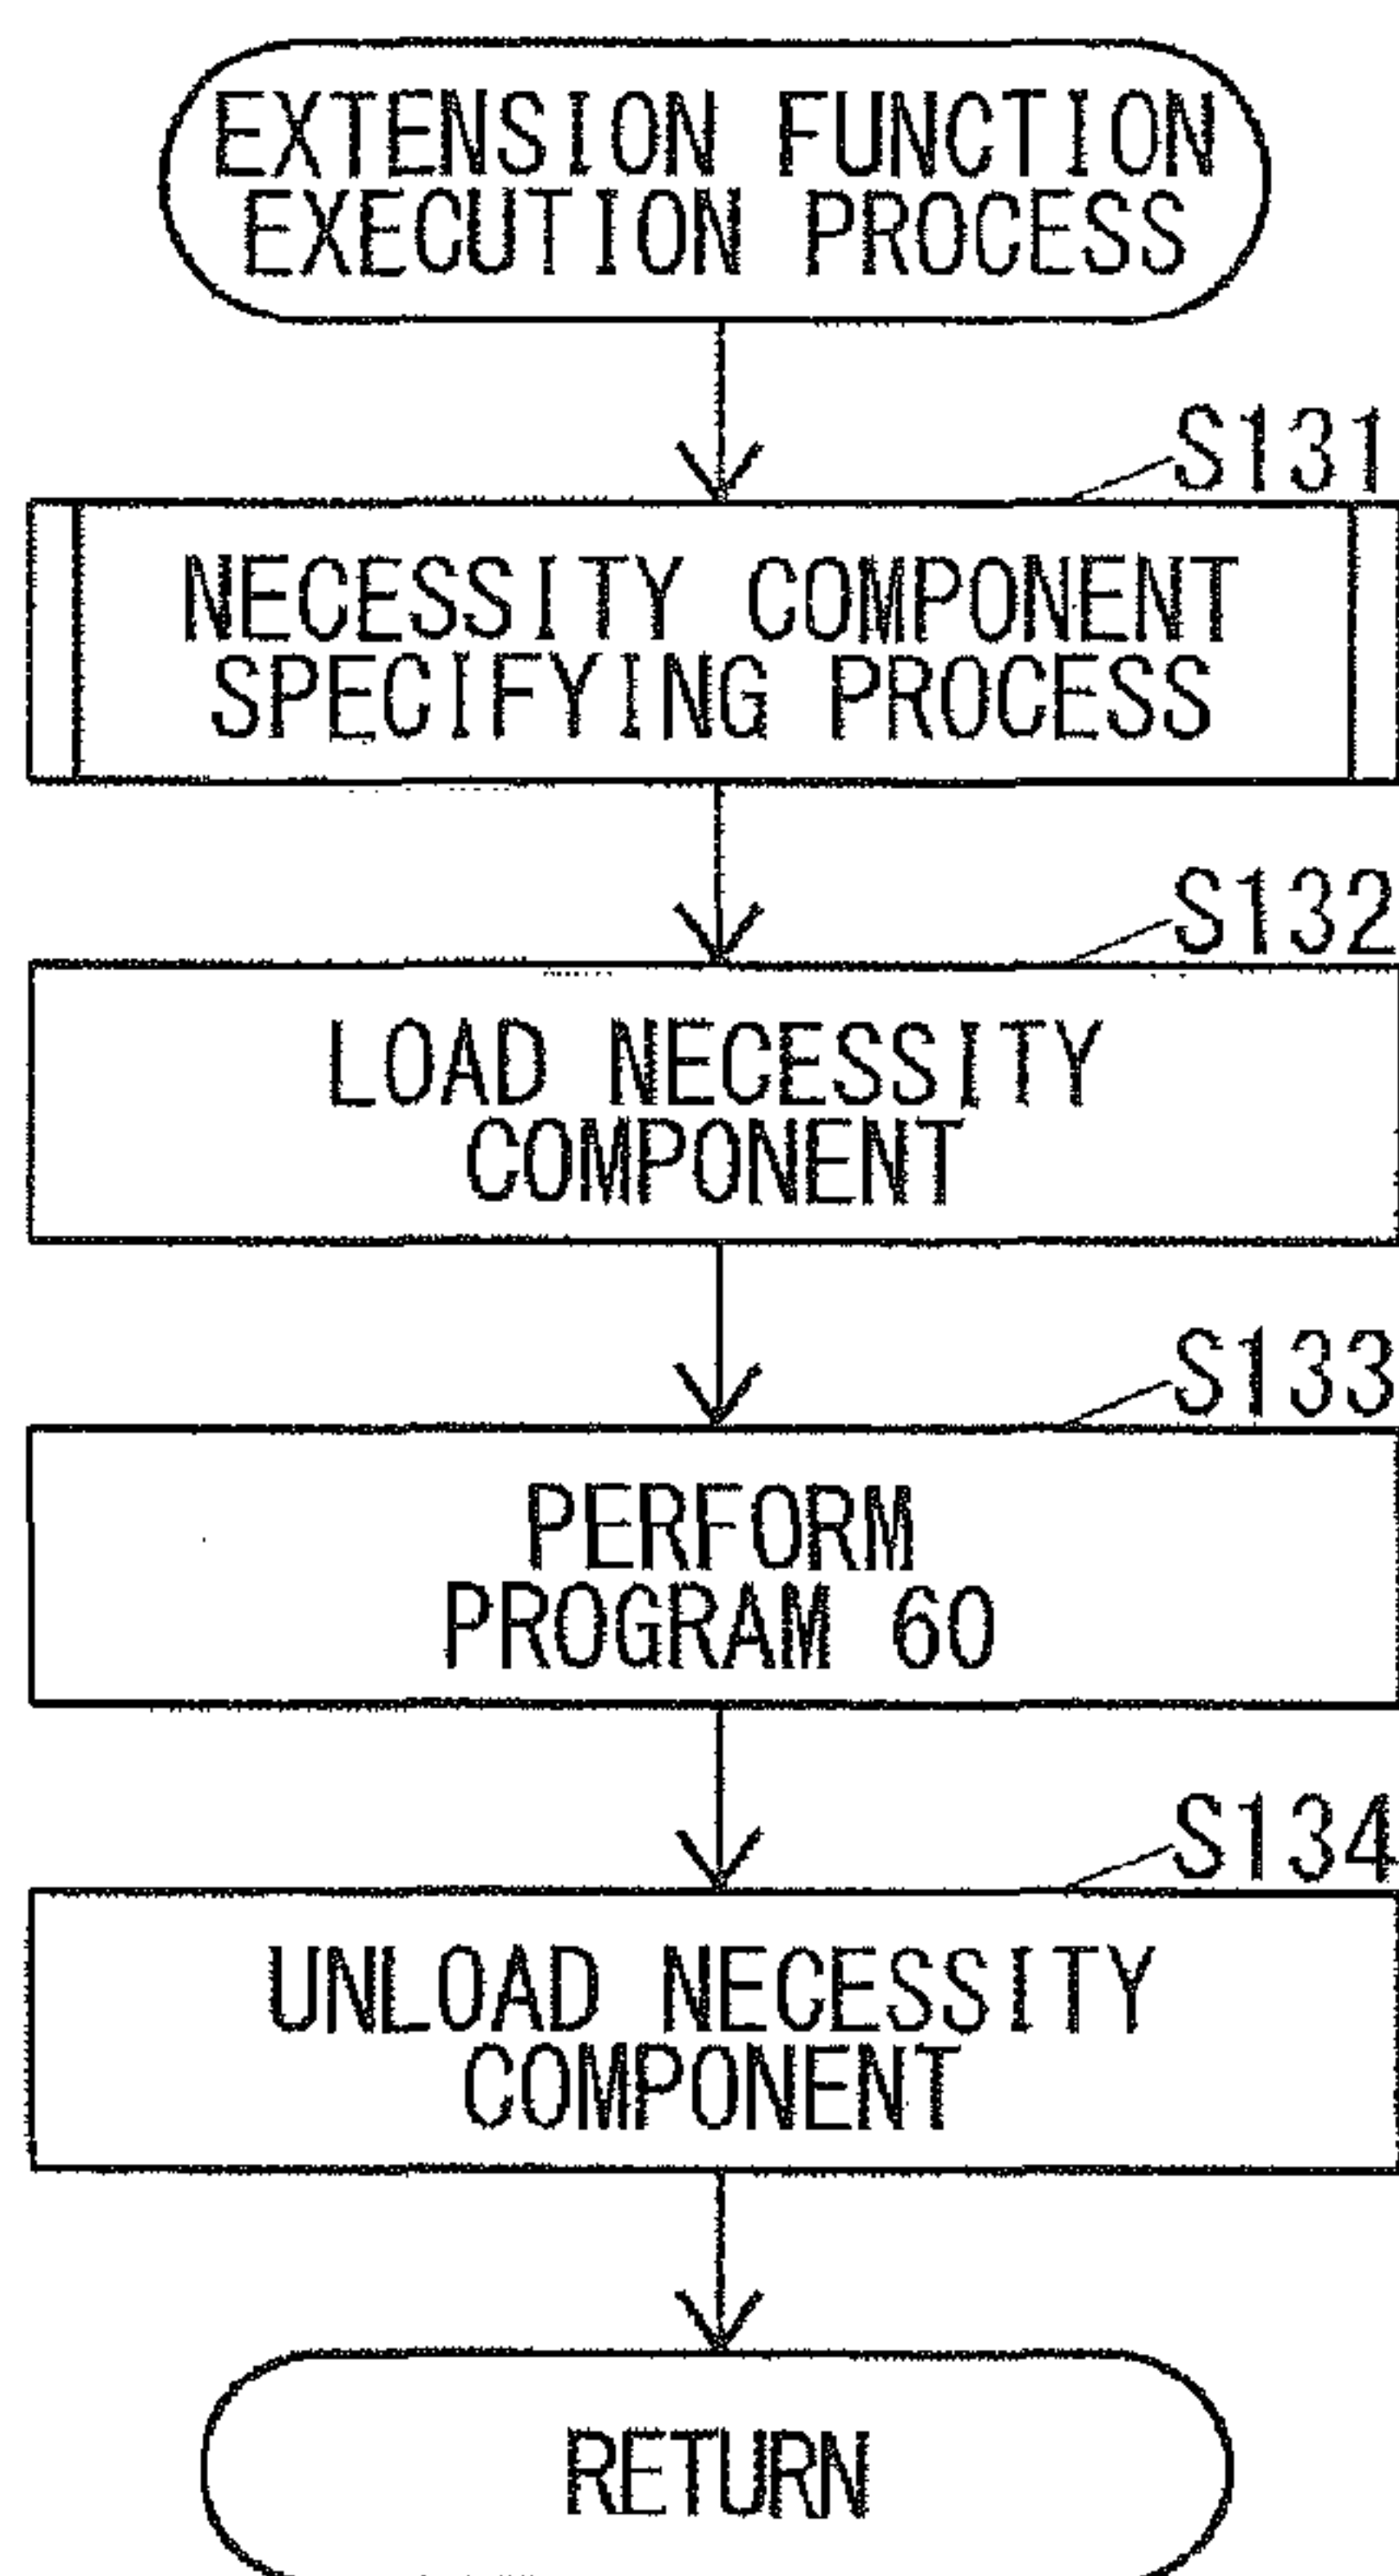 EXTENSION FUNCTION
EXECUTION PROCESS
S131
NECESSITY COMPONENT
SPECIFYING PROCESS
S132
LOAD NECESSITY
COMPONENT
S133
PERFORM
PROGRAM 60
S134
UNLOAD NECESSITY
COMPONENT
RETURN